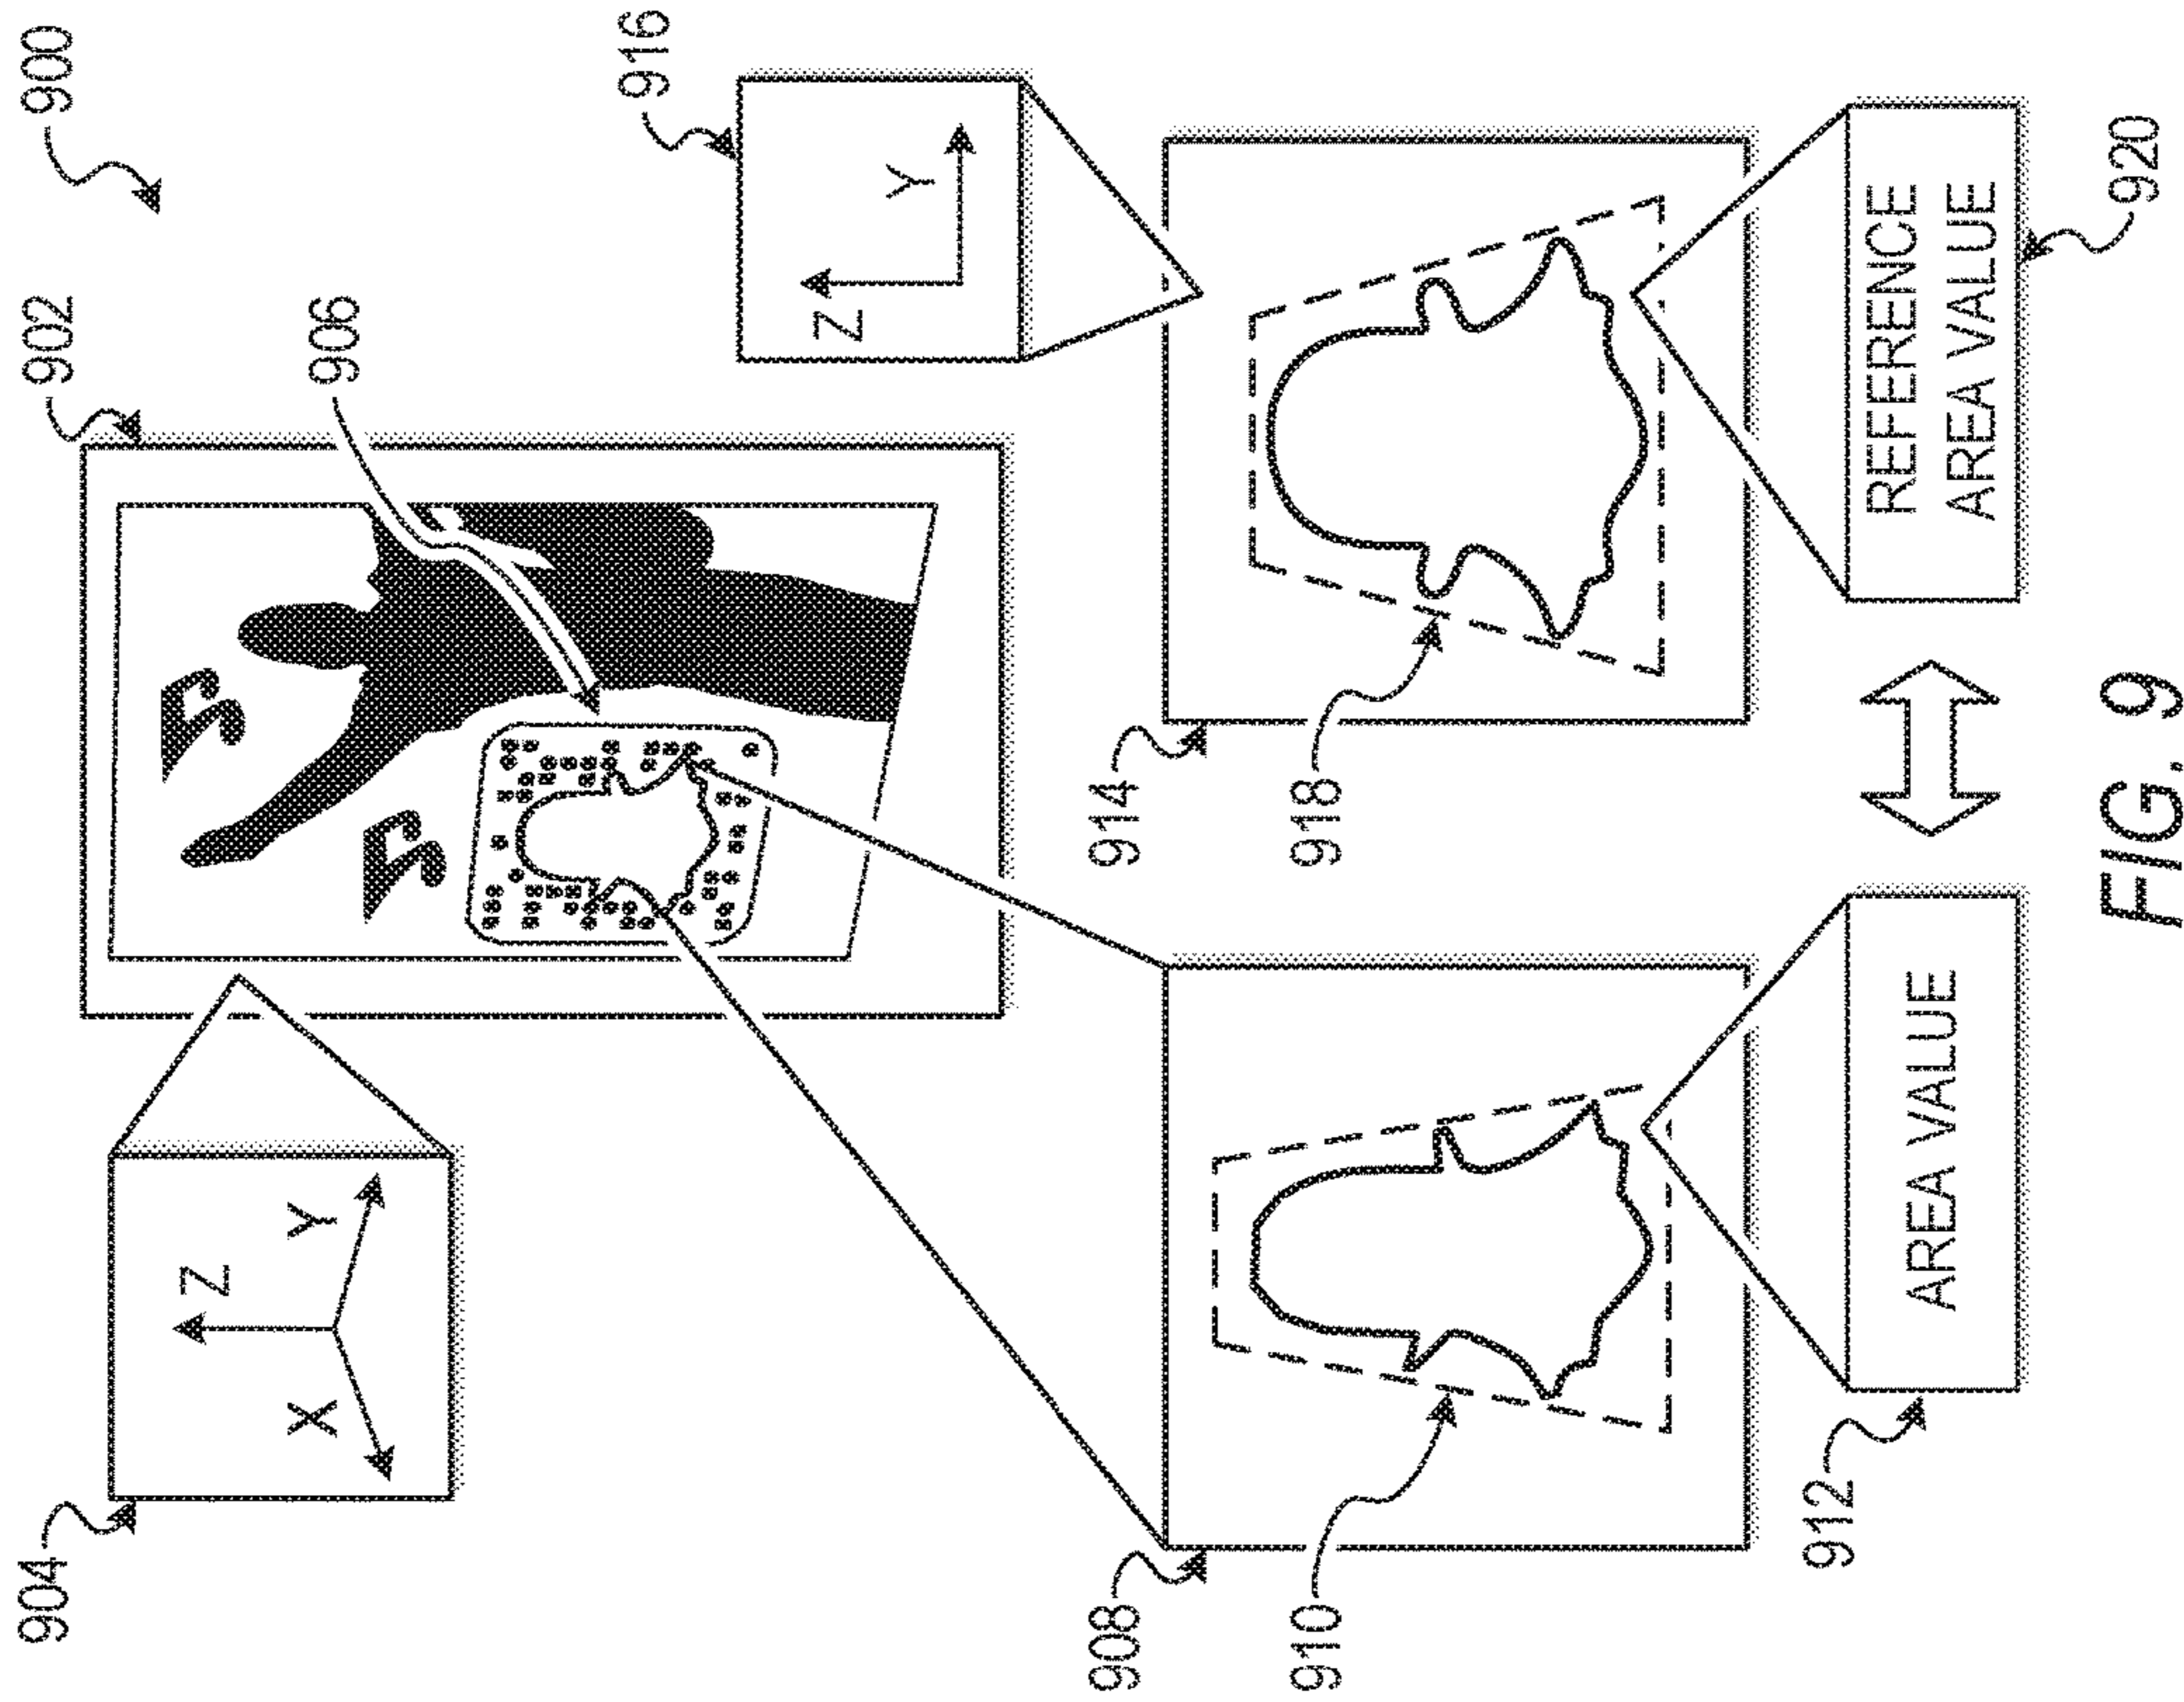 900
902
904
906
X
Y
Z
916
Z
Y
908
910
914
918
912
AREA VALUE
REFERENCE
AREA VALUE
920
FIG. 9